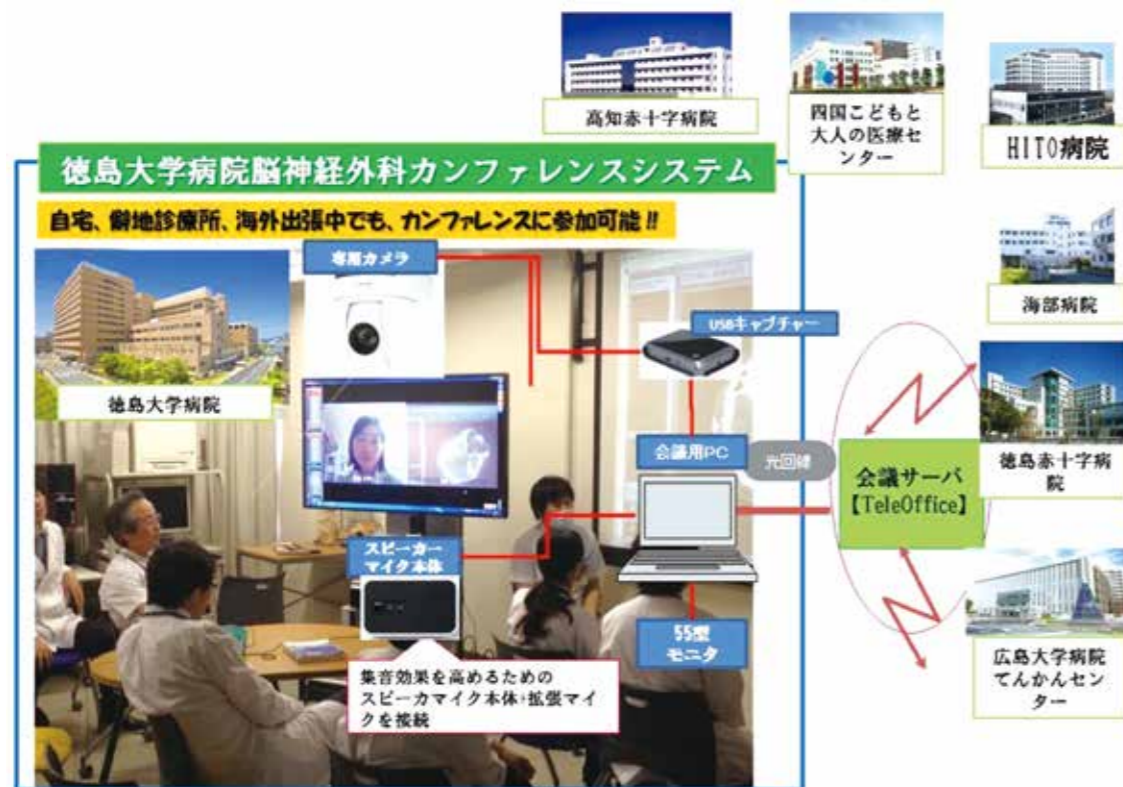 高知赤十字病院
四国こどもと
大人の医療セ
ンター
HITO病院
徳島大学病院脳神経外科カンファレンスシステム
自宅、僻地診療所、海外出張中でも、カンファレンスに参加可能!!
専用カメラ
USBキャプチャー
海部病院
徳島大学病院
会議用PC
光回線
会議サーバ
【TeleOffice】
徳島赤十字病
院
スピーカー
マイク本体
55型
モニタ
集音効果を高めるための
スピーカマイク本体+拡張マイ
クを接続
広島大学病院
てんかんセン
ター